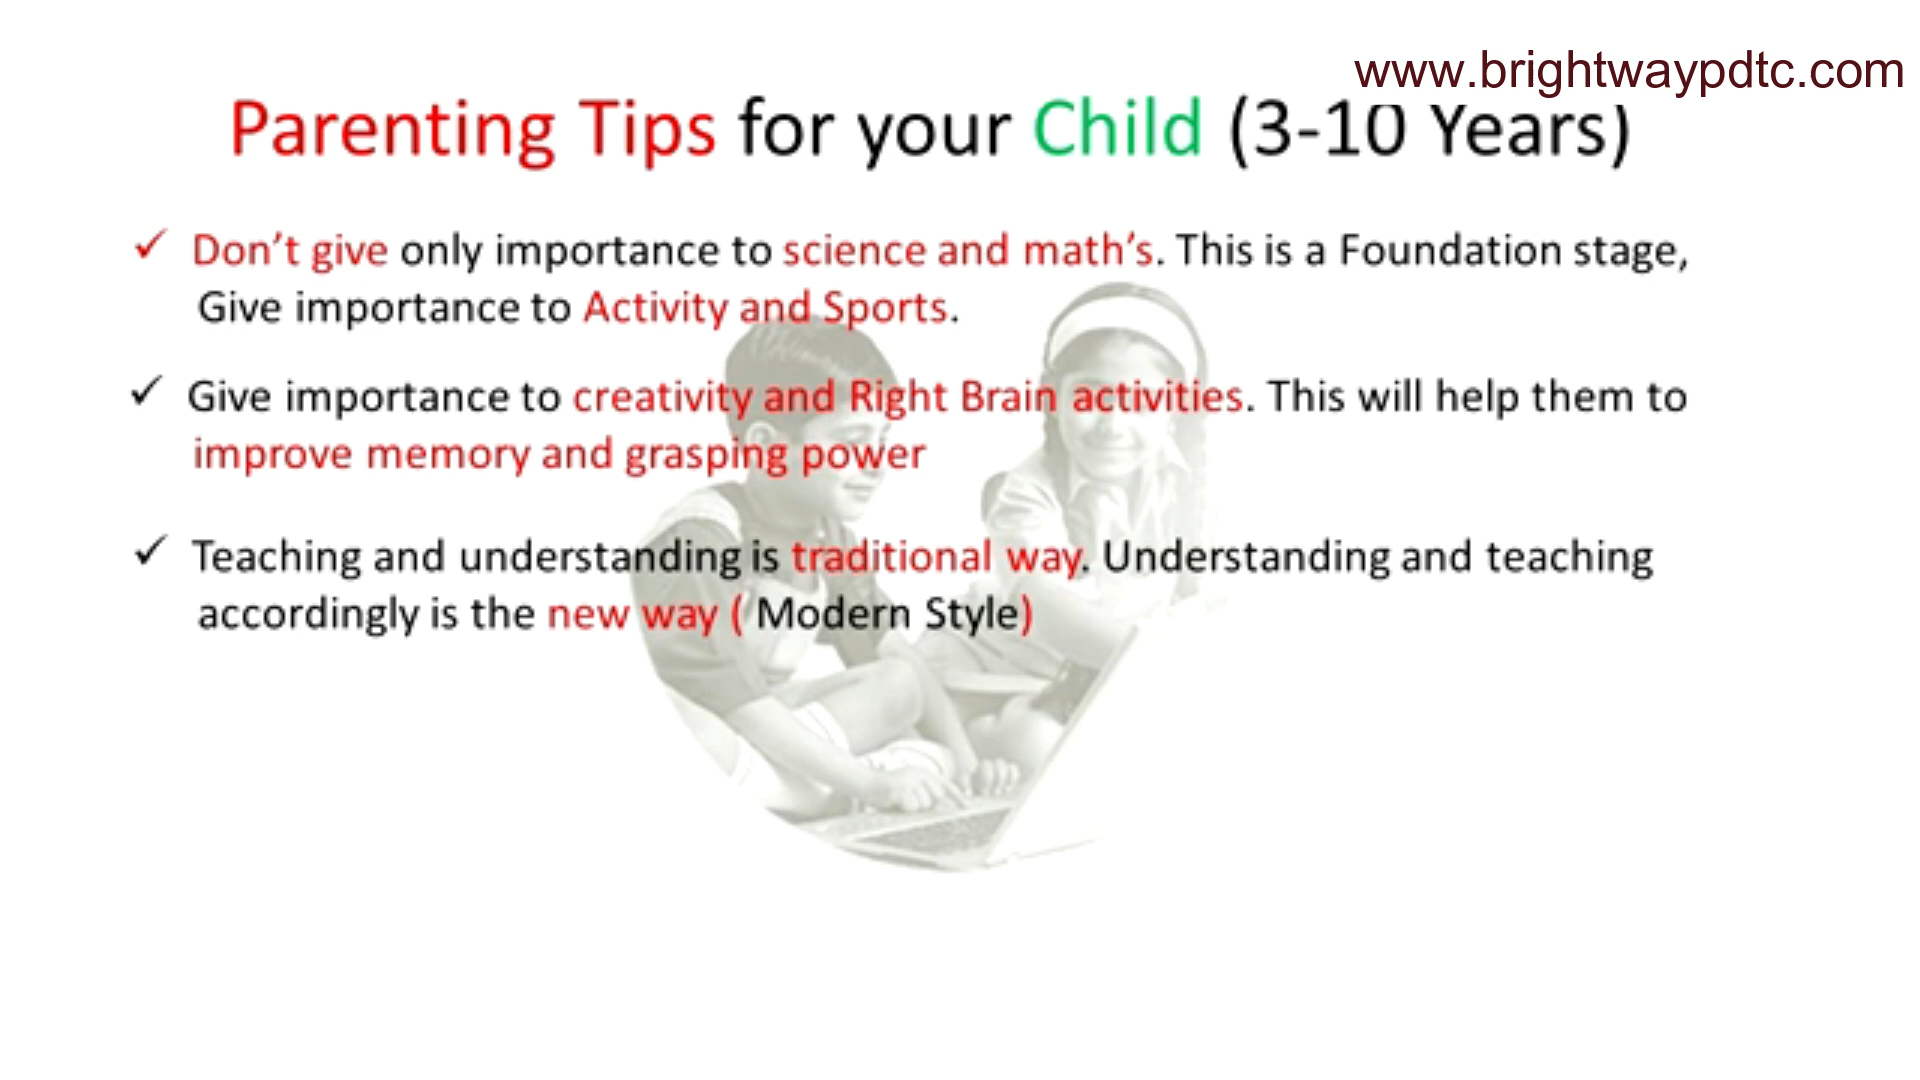 www.brightwaypdtc.com
Parenting Tips for your Child (3-10 Years)
✓ Don't give only importance to science and math's. This is a Foundation stage,
Give importance to Activity and Sports.
✓ Give importance to creativity and Right Brain activities. This will help them to
improve memory and grasping power
✓ Teaching and understanding is traditional way. Understanding and teaching
accordingly is the new way ( Modern Style)